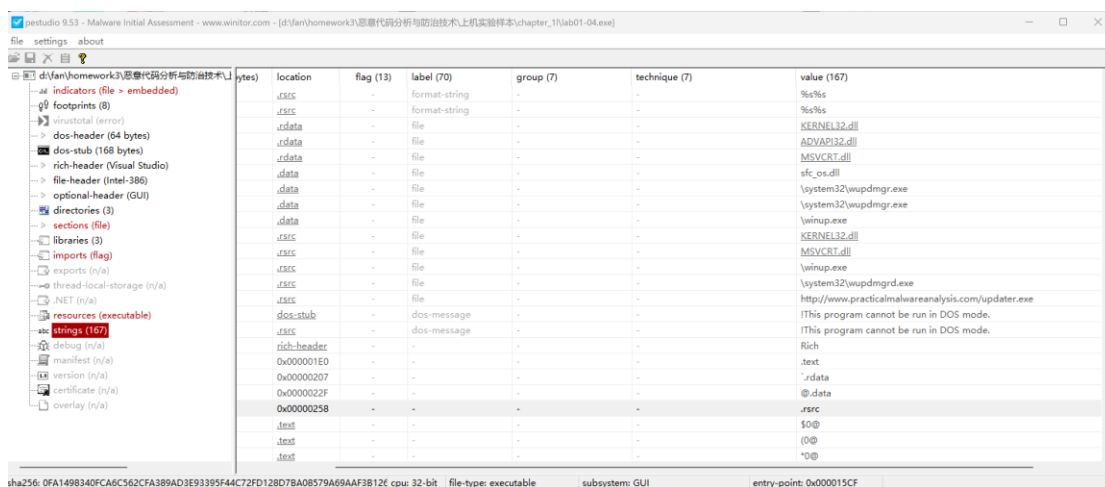 pestudio 9.53 - Malware Initial Assessment - www.winitor.com - [d:\fan\homework3\恶意代码分析与防治技术\上机实验样本\chapter_1l\lab01-04.exe]
file settings about
d:\fan\homework3\恶意代码分析与防治技术\上
indicators (file > embedded)
footprints (8)
virustotal (error)
dos-header (64 bytes)
dos-stub (168 bytes)
rich-header (Visual Studio)
file-header (Intel-386)
optional-header (GUI)
directories (3)
sections (file)
libraries (3)
imports (flag)
exports (n/a)
thread-local-storage (n/a)
.NET (n/a)
resources (executable)
abc strings (167)
debug (n/a)
manifest (n/a)
version (n/a)
certificate (n/a)
overlay (n/a)
ytes) location flag (13) label (70) group (7) technique (7) value (167)
.rsrc - format-string - - %s%s
.rsrc - format-string - - %s%s
.rdata - file - - KERNEL32.dll
.rdata - file - - ADVAPI32.dll
.rdata - file - - MSVCRT.dll
.data - file - - sfc_os.dll
.data - file - - \system32\wupdmgr.exe
.data - file - - \system32\wupdmgr.exe
.data - file - - \winup.exe
.rsrc - file - - KERNEL32.dll
.rsrc - file - - MSVCRT.dll
.rsrc - file - - \winup.exe
.rsrc - file - - \system32\wupdmgrd.exe
.rsrc - file - - http://www.practicalmalwareanalysis.com/updater.exe
dos-stub - dos-message - - !This program cannot be run in DOS mode.
.rsrc - dos-message - - !This program cannot be run in DOS mode.
rich-header - - - - Rich
0x000001E0 - - - - .text
0x00000207 - - - - `.rdata
0x0000022F - - - - @.data
0x00000258 - - - - .rsrc
.text - - - - $0@
.text - - - - (0@
.text - - - - *0@
sha256: 0FA1498340FCA6C562CFA389AD3E93395F44C72FD128D7BA08579A69AAF3B126 cpu: 32-bit file-type: executable subsystem: GUI entry-point: 0x000015CF